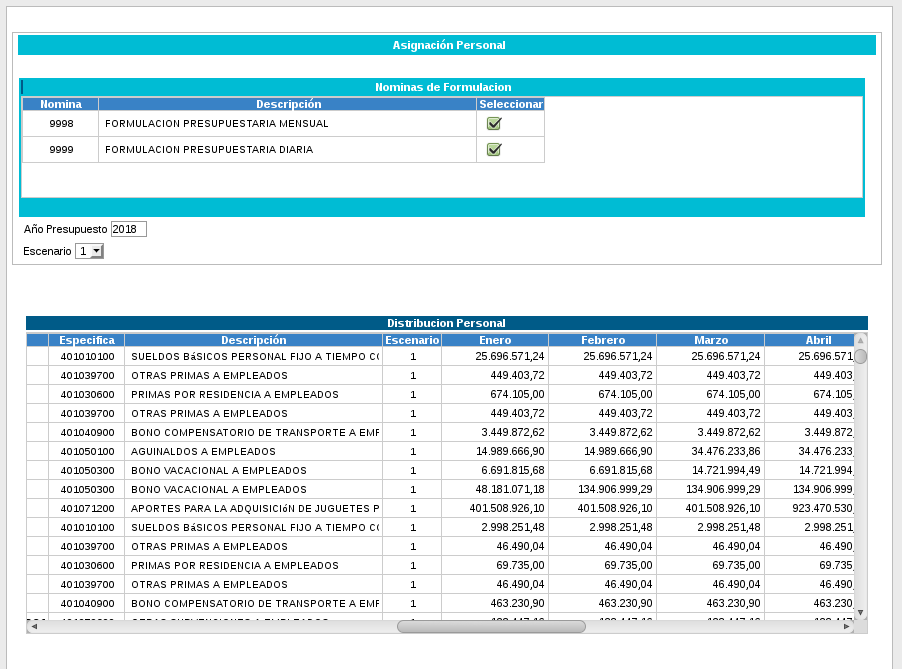 Asignación Personal
Nominas de Formulacion
Nomina Descripción Seleccionar
9998 FORMULACION PRESUPUESTARIA MENSUAL
9999 FORMULACION PRESUPUESTARIA DIARIA
Año Presupuesto 2018
Escenario 1
Distribucion Personal
Especifica Descripción Escenario Enero Febrero Marzo Abril
401010100 SUELDOS BáSICOS PERSONAL FIJO A TIEMPO CO 1 25.696.571,24 25.696.571,24 25.696.571,24 25.696.571
401039700 OTRAS PRIMAS A EMPLEADOS 1 449.403,72 449.403,72 449.403,72 449.403,
401030600 PRIMAS POR RESIDENCIA A EMPLEADOS 1 674.105,00 674.105,00 674.105,00 674.105,
401039700 OTRAS PRIMAS A EMPLEADOS 1 449.403,72 449.403,72 449.403,72 449.403,
401040900 BONO COMPENSATORIO DE TRANSPORTE A EMP 1 3.449.872,62 3.449.872,62 3.449.872,62 3.449.872,
401050100 AGUINALDOS A EMPLEADOS 1 14.989.666,90 14.989.666,90 34.476.233,86 34.476.233,
401050300 BONO VACACIONAL A EMPLEADOS 1 6.691.815,68 6.691.815,68 14.721.994,49 14.721.994,
401050300 BONO VACACIONAL A EMPLEADOS 1 48.181.071,18 134.906.999,29 134.906.999,29 134.906.999,
401071200 APORTES PARA LA ADQUISICIóN DE JUGUETES P 1 401.508.926,10 401.508.926,10 401.508.926,10 923.470.530,
401010100 SUELDOS BáSICOS PERSONAL FIJO A TIEMPO CO 1 2.998.251,48 2.998.251,48 2.998.251,48 2.998.251,
401039700 OTRAS PRIMAS A EMPLEADOS 1 46.490,04 46.490,04 46.490,04 46.490,
401030600 PRIMAS POR RESIDENCIA A EMPLEADOS 1 69.735,00 69.735,00 69.735,00 69.735,
401039700 OTRAS PRIMAS A EMPLEADOS 1 46.490,04 46.490,04 46.490,04 46.490,
401040900 BONO COMPENSATORIO DE TRANSPORTE A EMP 1 463.230,90 463.230,90 463.230,90 463.230,